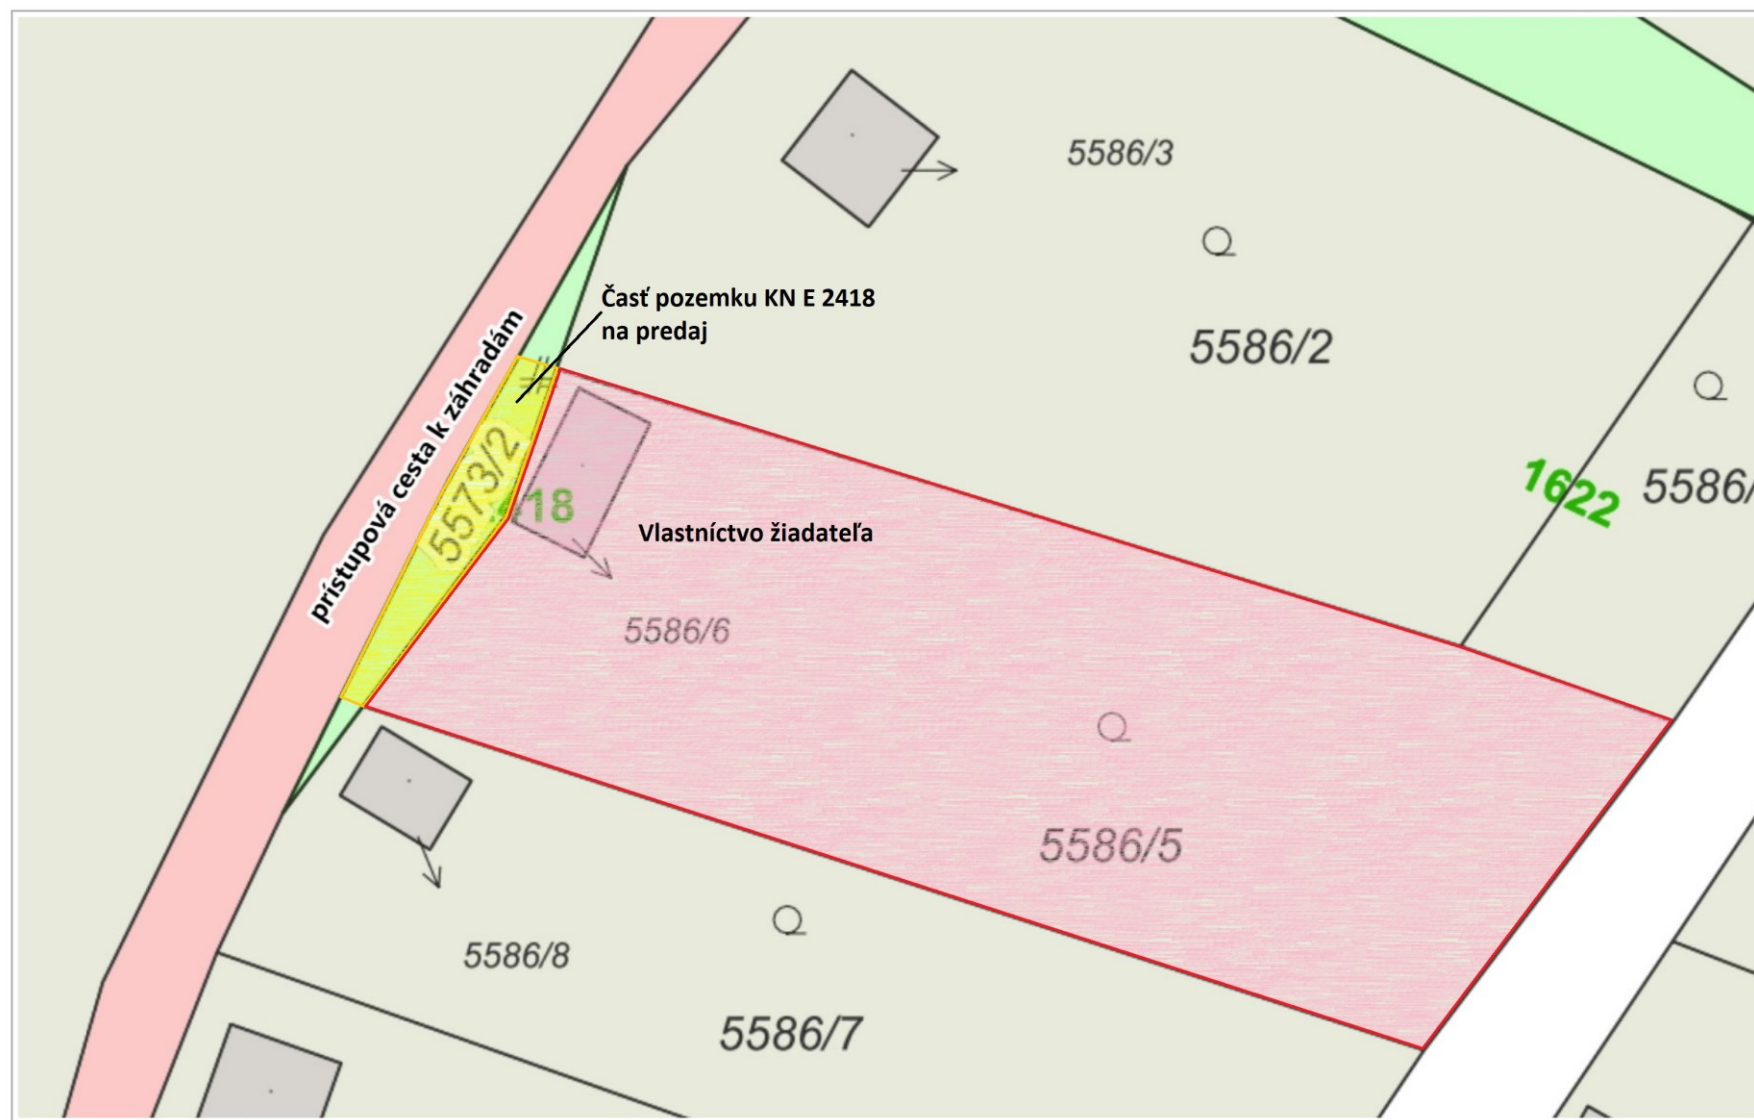 5586/3
Časť pozemku KN E 2418
na predaj
5586/2
prístupová cesta k záhradám
5573/2
18
1622
5586/
Vlastníctvo žiadateľa
5586/6
5586/5
5586/8
5586/7